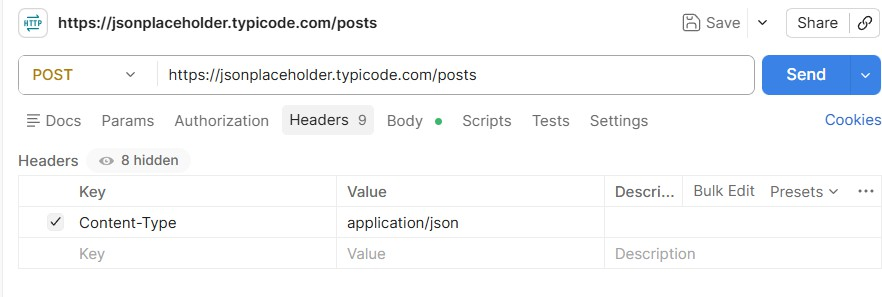 HTTP https://jsonplaceholder.typicode.com/posts Save Share
POST https://jsonplaceholder.typicode.com/posts Send
Docs Params Authorization Headers 9 Body Scripts Tests Settings Cookies
Headers 8 hidden
Key Value Descri... Bulk Edit Presets
Content-Type application/json
Key Value Description